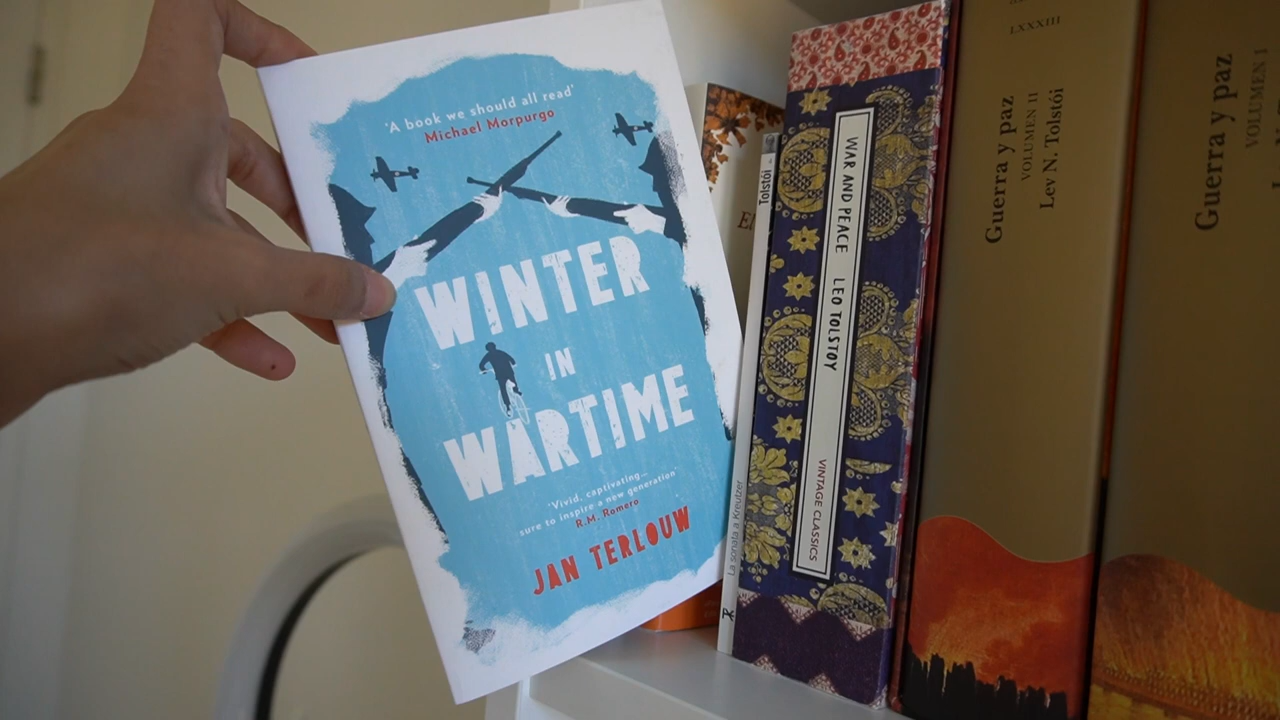 'A book we should all read'
Michael Morpurgo
WINTER
IN
WARTIME
'Vivid, captivating...
sure to inspire a new generation'
R.M. Romero
JAN TERLOUW
El
Tolstói
La sonata a Kreutzer
WAR AND PEACE LEO TOLSTOY
VINTAGE CLASSICS
LXXXIII
Guerra y paz
VOLUMEN II
Lev N. Tolstói
Guerra y paz
VOLUMEN I